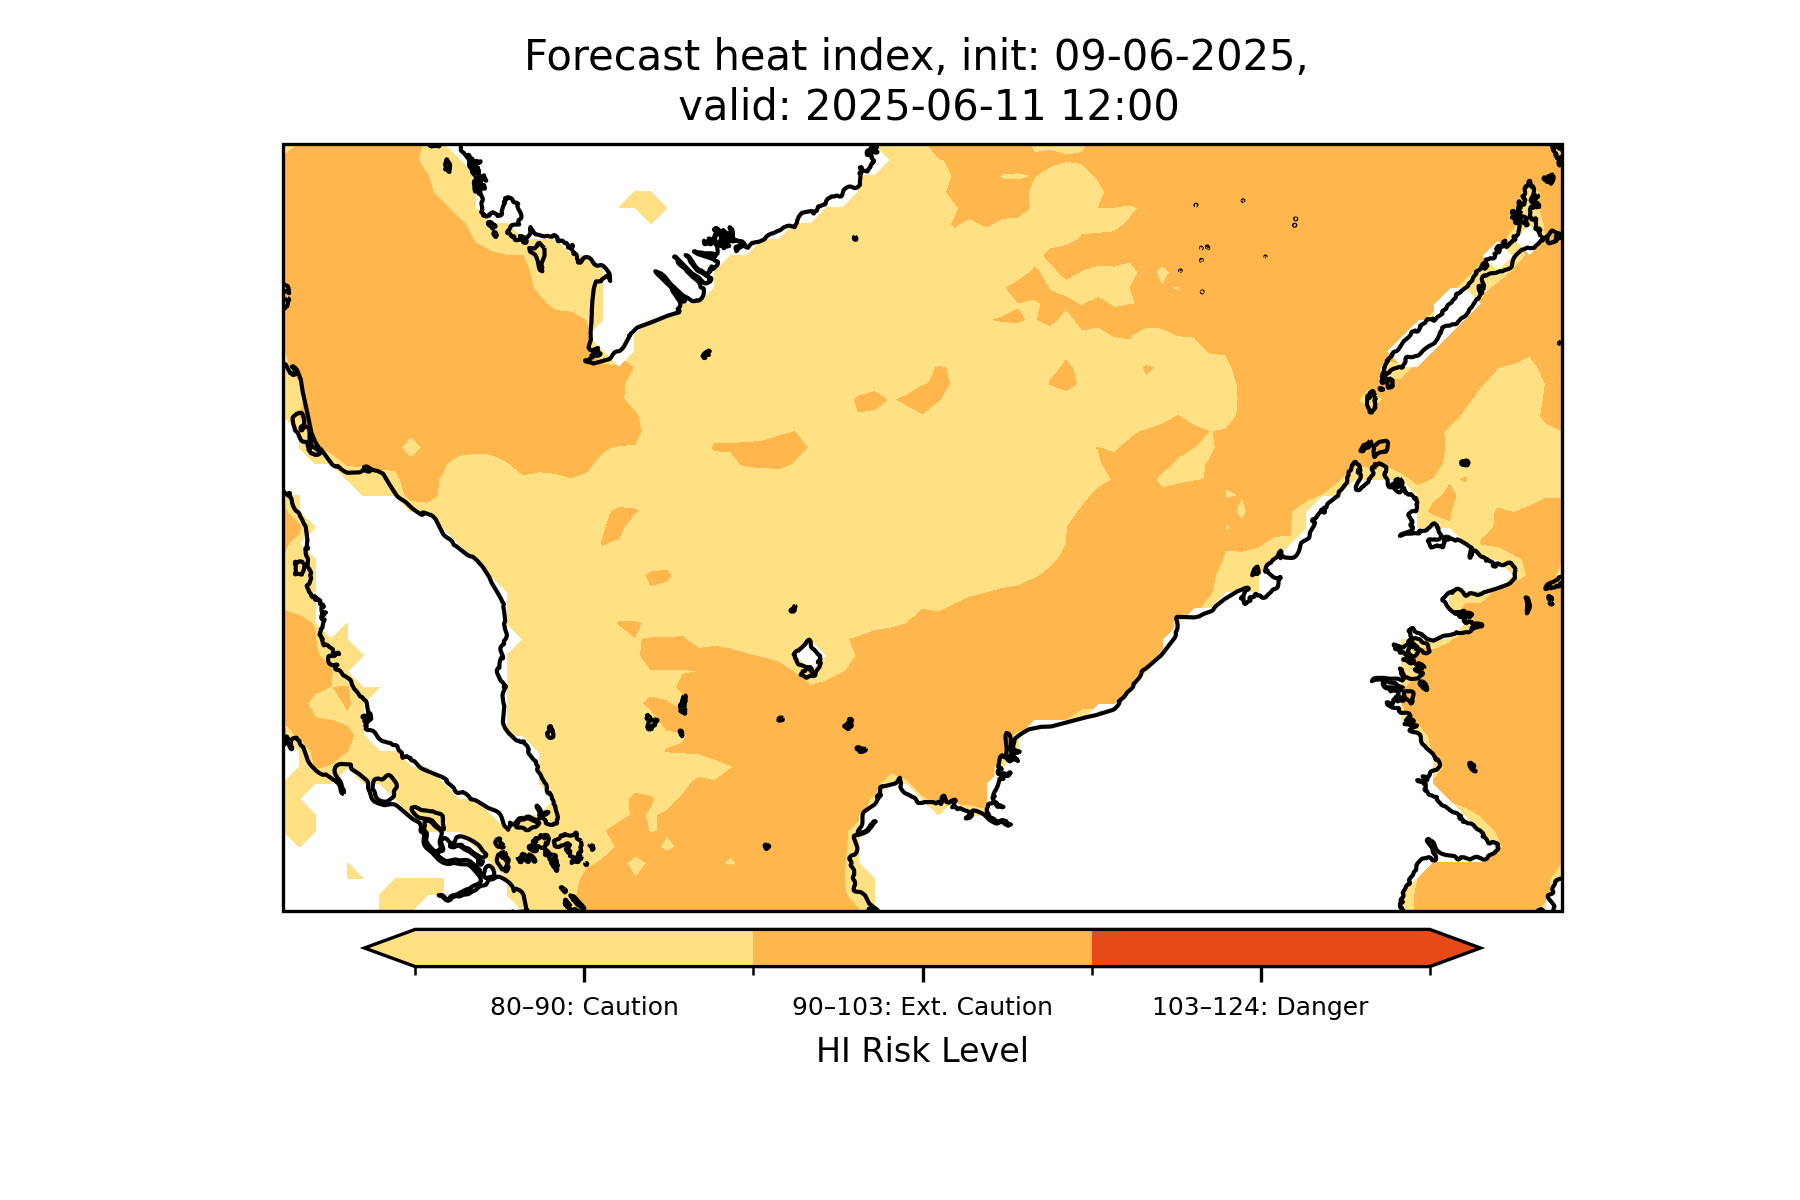 Forecast heat index, init: 09-06-2025,
valid: 2025-06-11 12:00
80–90: Caution
90–103: Ext. Caution
103–124: Danger
HI Risk Level